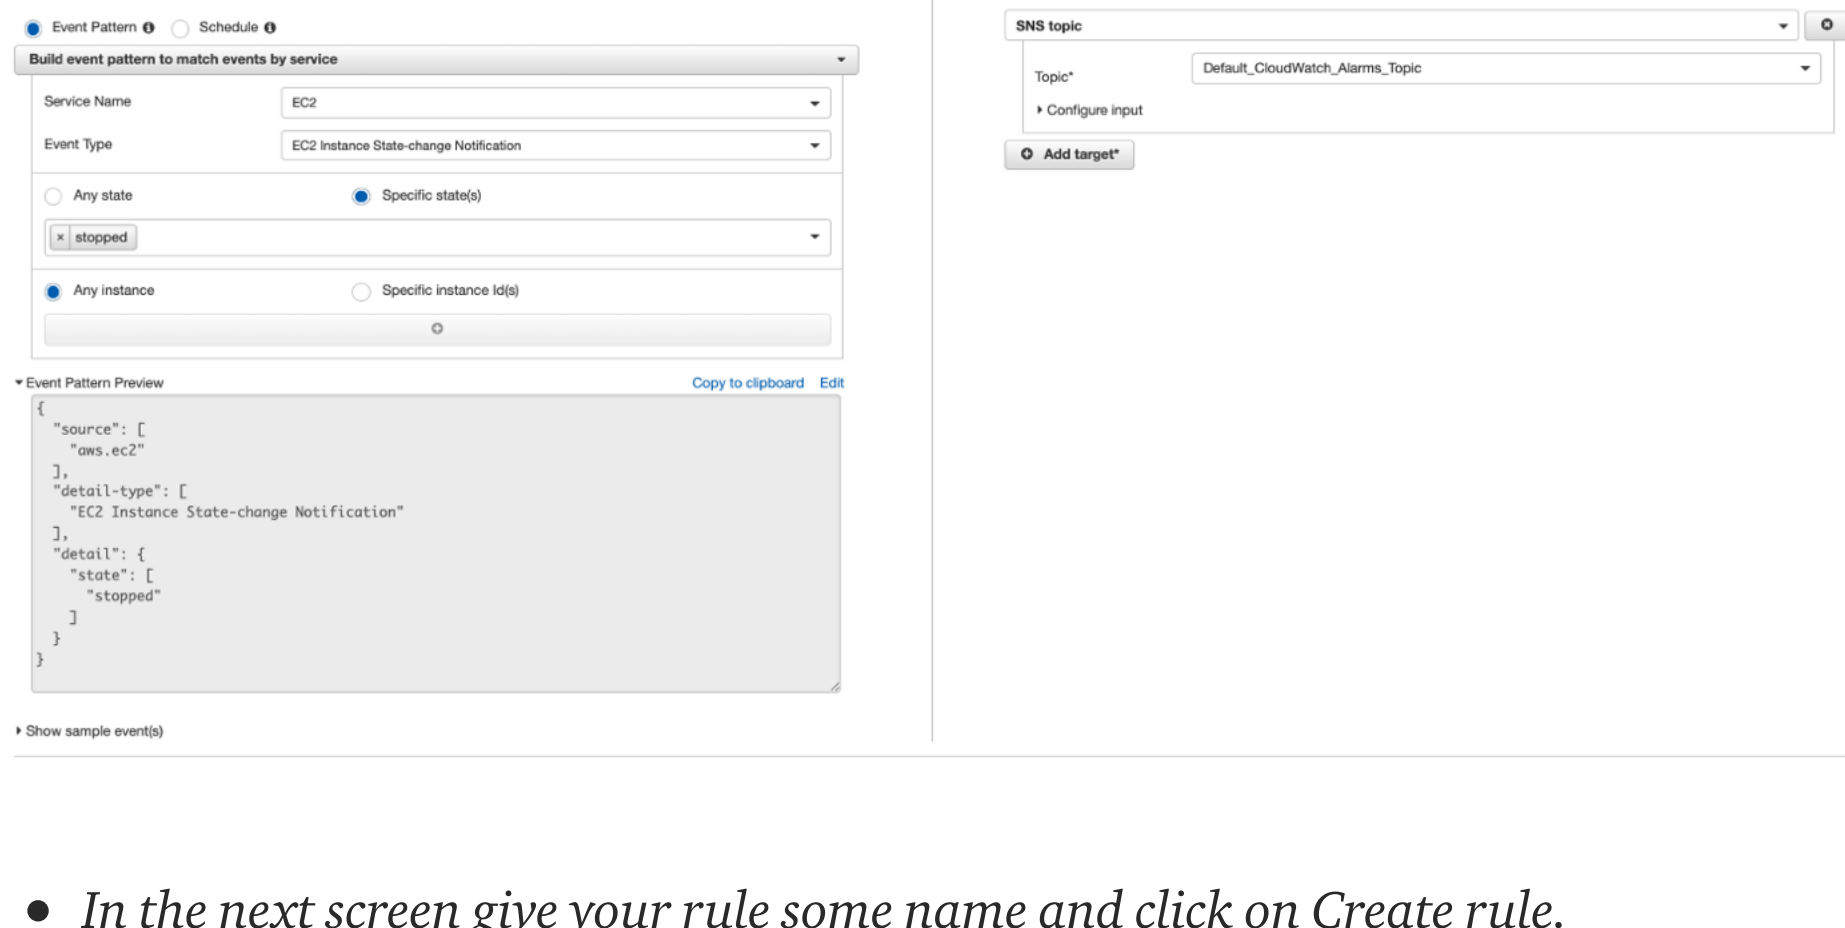 Event Pattern Schedule
Build event pattern to match events by service
Service Name EC2
Event Type EC2 Instance State-change Notification
Any state Specific state(s)
× stopped
Any instance Specific instance Id(s)
Event Pattern Preview Copy to clipboard Edit
{
  "source": [
    "aws.ec2"
  ],
  "detail-type": [
    "EC2 Instance State-change Notification"
  ],
  "detail": {
    "state": [
      "stopped"
    ]
  }
}
Show sample event(s)
SNS topic
Topic* Default_CloudWatch_Alarms_Topic
Configure input
Add target*
• In the next screen give your rule some name and click on Create rule.